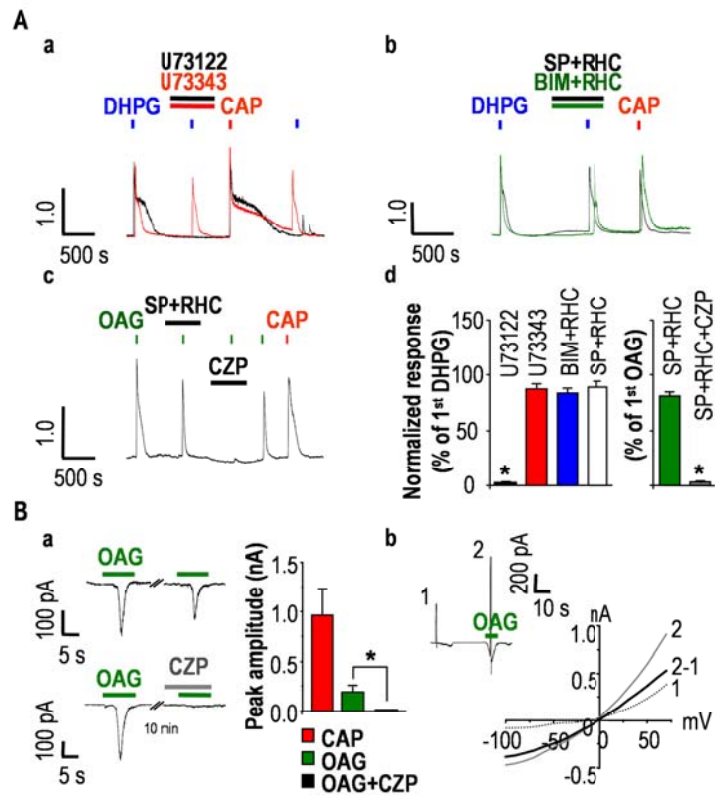 A
a
U73122
U73343
DHPG
CAP
1.0
500 s
b
SP+RHC
BIM+RHC
DHPG
CAP
1.0
500 s
c
SP+RHC
OAG
CAP
CZP
1.0
500 s
d
Normalized response
(% of 1st DHPG)
150
100
50
0
U73122
U73343
BIM+RHC
SP+RHC
*
(% of 1st OAG)
SP+RHC
SP+RHC+CZP
*
B
a
OAG
100 pA
5 s
OAG
CZP
10 nin
100 pA
5 s
Peak amplitude (nA)
1.5
1.0
0.5
0.0
*
CAP
OAG
OAG+CZP
b
1
2
OAG
200 pA
10 s
nA
1.0
0.5
-0.5
2
2-1
1
mV
-100
-50
0
50